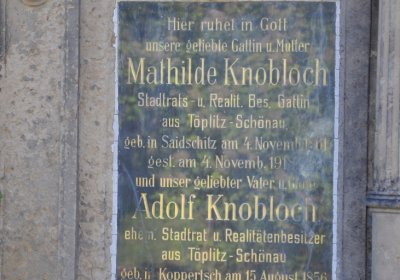 Hier ruhet in Gott
unsere geliebte Gattin u. Mutter
Mathilde Knobloch
Stadtrats- u. Realit. Bes. Gattin
aus Töplitz-Schönau
geb. in Saidschitz am 4. Novemb.
gest. am 4. Novemb.
und unser geliebter Vater u.
Adolf Knobloch
ehem. Stadtrat u. Realitätenbesitzer
aus Töplitz-Schönau
geb. in Koppertsch am 15 August 1856